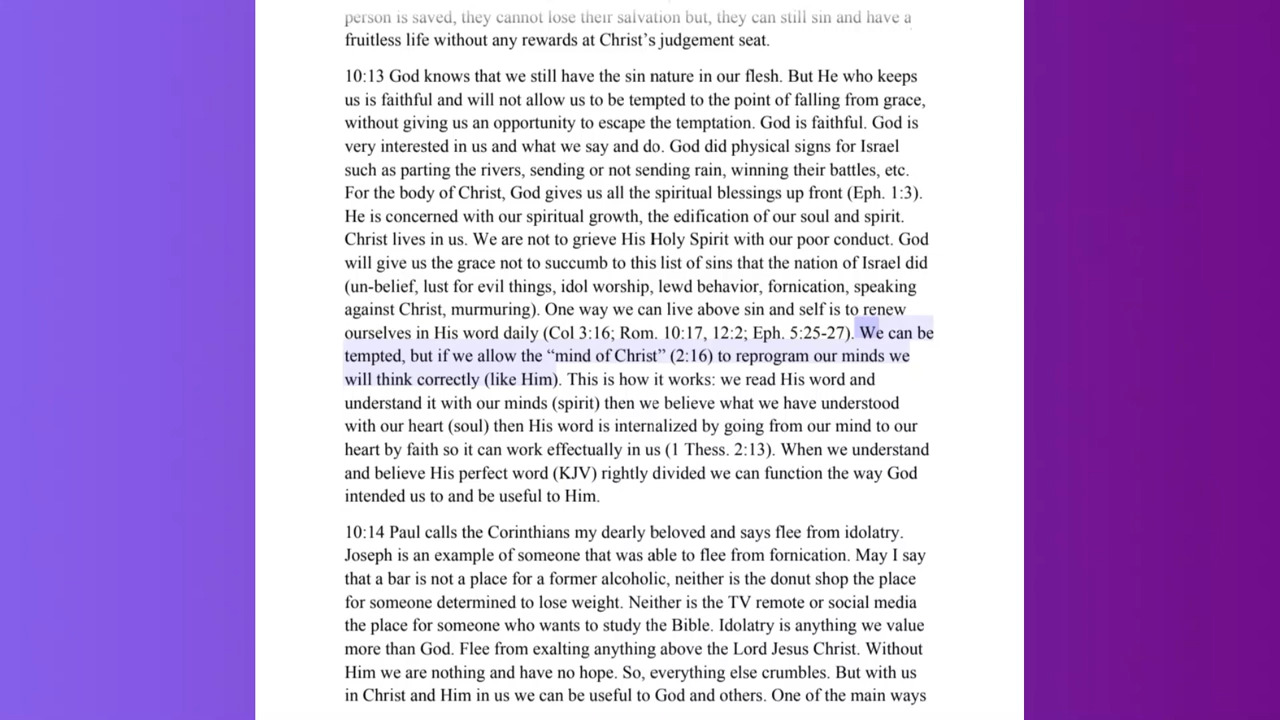 person is saved, they cannot lose their salvation but, they can still sin and have a
fruitless life without any rewards at Christ’s judgement seat.
10:13 God knows that we still have the sin nature in our flesh. But He who keeps
us is faithful and will not allow us to be tempted to the point of falling from grace,
without giving us an opportunity to escape the temptation. God is faithful. God is
very interested in us and what we say and do. God did physical signs for Israel
such as parting the rivers, sending or not sending rain, winning their battles, etc.
For the body of Christ, God gives us all the spiritual blessings up front (Eph. 1:3).
He is concerned with our spiritual growth, the edification of our soul and spirit.
Christ lives in us. We are not to grieve His Holy Spirit with our poor conduct. God
will give us the grace not to succumb to this list of sins that the nation of Israel did
(un-belief, lust for evil things, idol worship, lewd behavior, fornication, speaking
against Christ, murmuring). One way we can live above sin and self is to renew
ourselves in His word daily (Col 3:16; Rom. 10:17, 12:2; Eph. 5:25-27). We can be
tempted, but if we allow the “mind of Christ” (2:16) to reprogram our minds we
will think correctly (like Him). This is how it works: we read His word and
understand it with our minds (spirit) then we believe what we have understood
with our heart (soul) then His word is internalized by going from our mind to our
heart by faith so it can work effectually in us (1 Thess. 2:13). When we understand
and believe His perfect word (KJV) rightly divided we can function the way God
intended us to and be useful to Him.
10:14 Paul calls the Corinthians my dearly beloved and says flee from idolatry.
Joseph is an example of someone that was able to flee from fornication. May I say
that a bar is not a place for a former alcoholic, neither is the donut shop the place
for someone determined to lose weight. Neither is the TV remote or social media
the place for someone who wants to study the Bible. Idolatry is anything we value
more than God. Flee from exalting anything above the Lord Jesus Christ. Without
Him we are nothing and have no hope. So, everything else crumbles. But with us
in Christ and Him in us we can be useful to God and others. One of the main ways